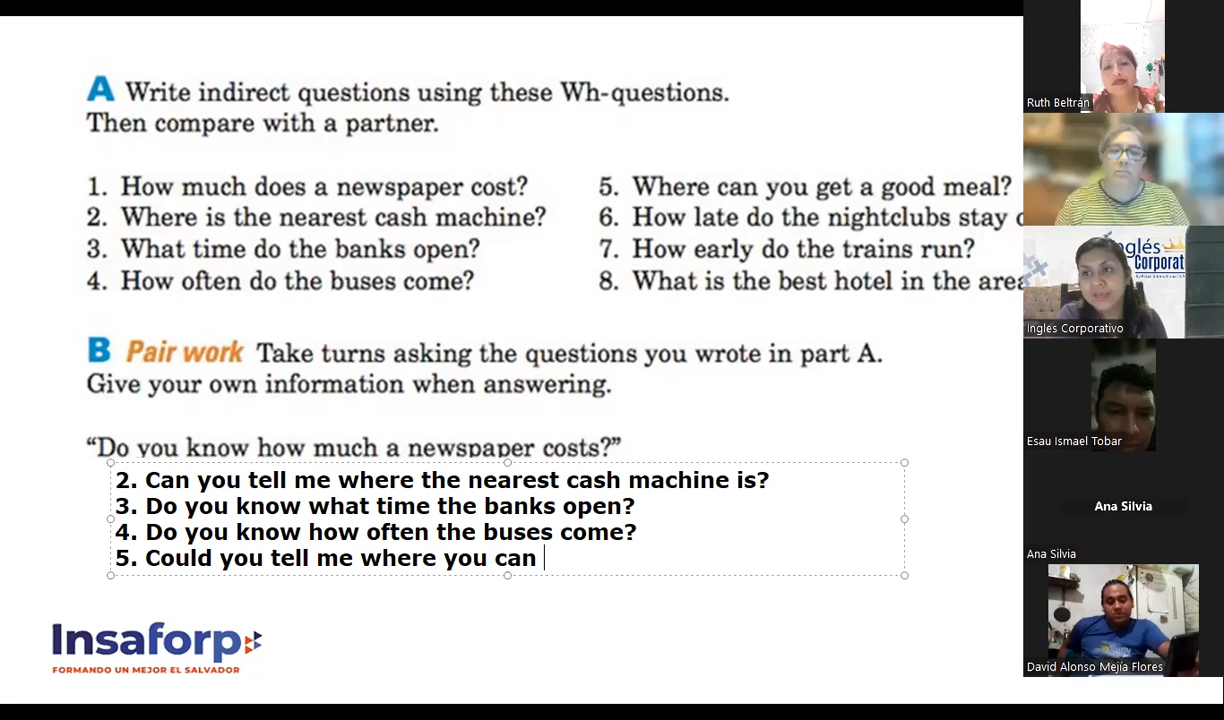 A Write indirect questions using these Wh-questions.
Then compare with a partner.
1. How much does a newspaper cost?
2. Where is the nearest cash machine?
3. What time do the banks open?
4. How often do the buses come?
5. Where can you get a good meal?
6. How late do the nightclubs stay
7. How early do the trains run?
8. What is the best hotel in the area
B Pair work Take turns asking the questions you wrote in part A.
Give your own information when answering.
“Do you know how much a newspaper costs?”
2. Can you tell me where the nearest cash machine is?
3. Do you know what time the banks open?
4. Do you know how often the buses come?
5. Could you tell me where you can
Insaforp
FORMANDO UN MEJOR EL SALVADOR
Ruth Beltrán
Inglés
Corporat
Ingles Corporativo
Esau Ismael Tobar
Ana Silvia
Ana Silvia
David Alonso Mejía Flores